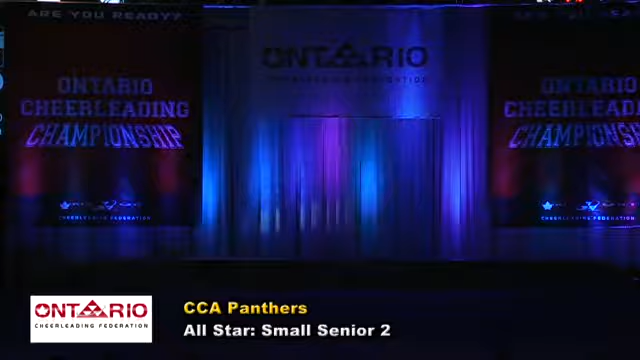 ARE YOU READY?
ONTARIO
CHEERLEADING FEDERATION
ONTARIO
CHEERLEADING
CHAMPIONSHIP
ONTARIO
CHEERLEADING
CHAMPIONSHIP
CHEERLEADING FEDERATION
CHEERLEADING FEDERATION
ONTARIO
CHEERLEADING FEDERATION
CCA Panthers
All Star: Small Senior 2